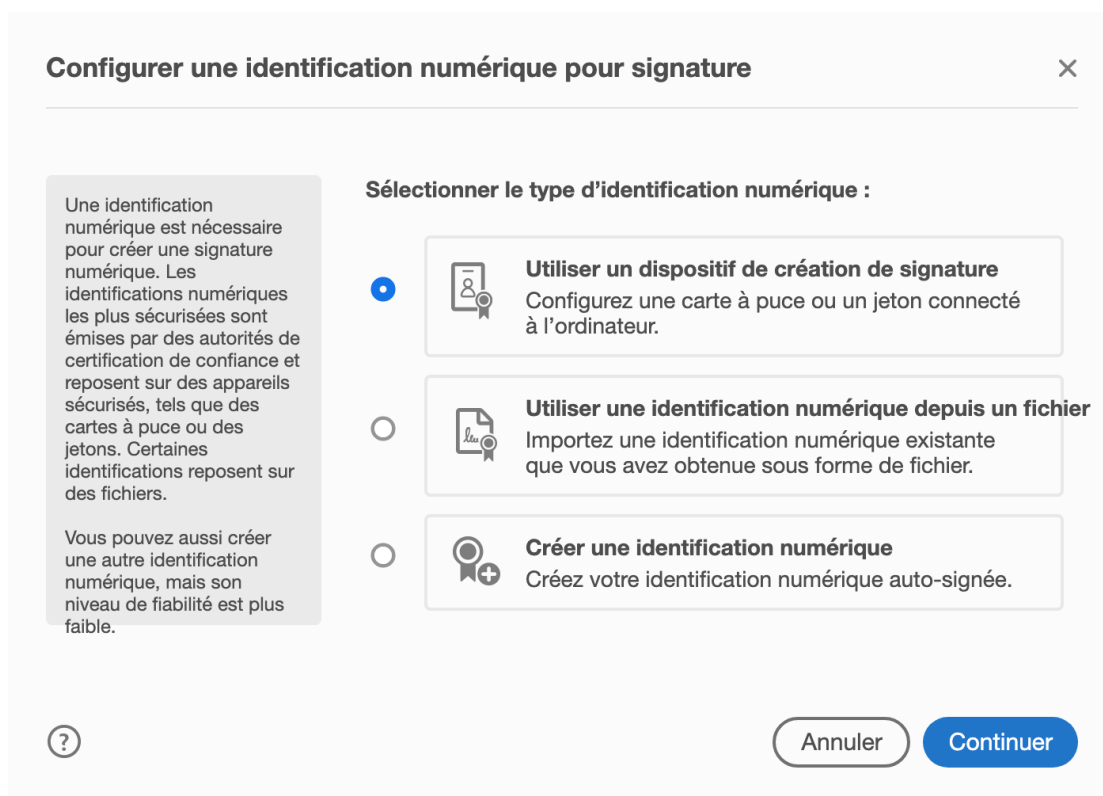 Configurer une identification numérique pour signature
Une identification
numérique est nécessaire
pour créer une signature
numérique. Les
identifications numériques
les plus sécurisées sont
émises par des autorités de
certification de confiance et
reposent sur des appareils
sécurisés, tels que des
cartes à puce ou des
jetons. Certaines
identifications reposent sur
des fichiers.
Vous pouvez aussi créer
une autre identification
numérique, mais son
niveau de fiabilité est plus
faible.
Sélectionner le type d’identification numérique :
Utiliser un dispositif de création de signature
Configurez une carte à puce ou un jeton connecté
à l’ordinateur.
Utiliser une identification numérique depuis un fichier
Importez une identification numérique existante
que vous avez obtenue sous forme de fichier.
Créer une identification numérique
Créez votre identification numérique auto-signée.
?
Annuler
Continuer